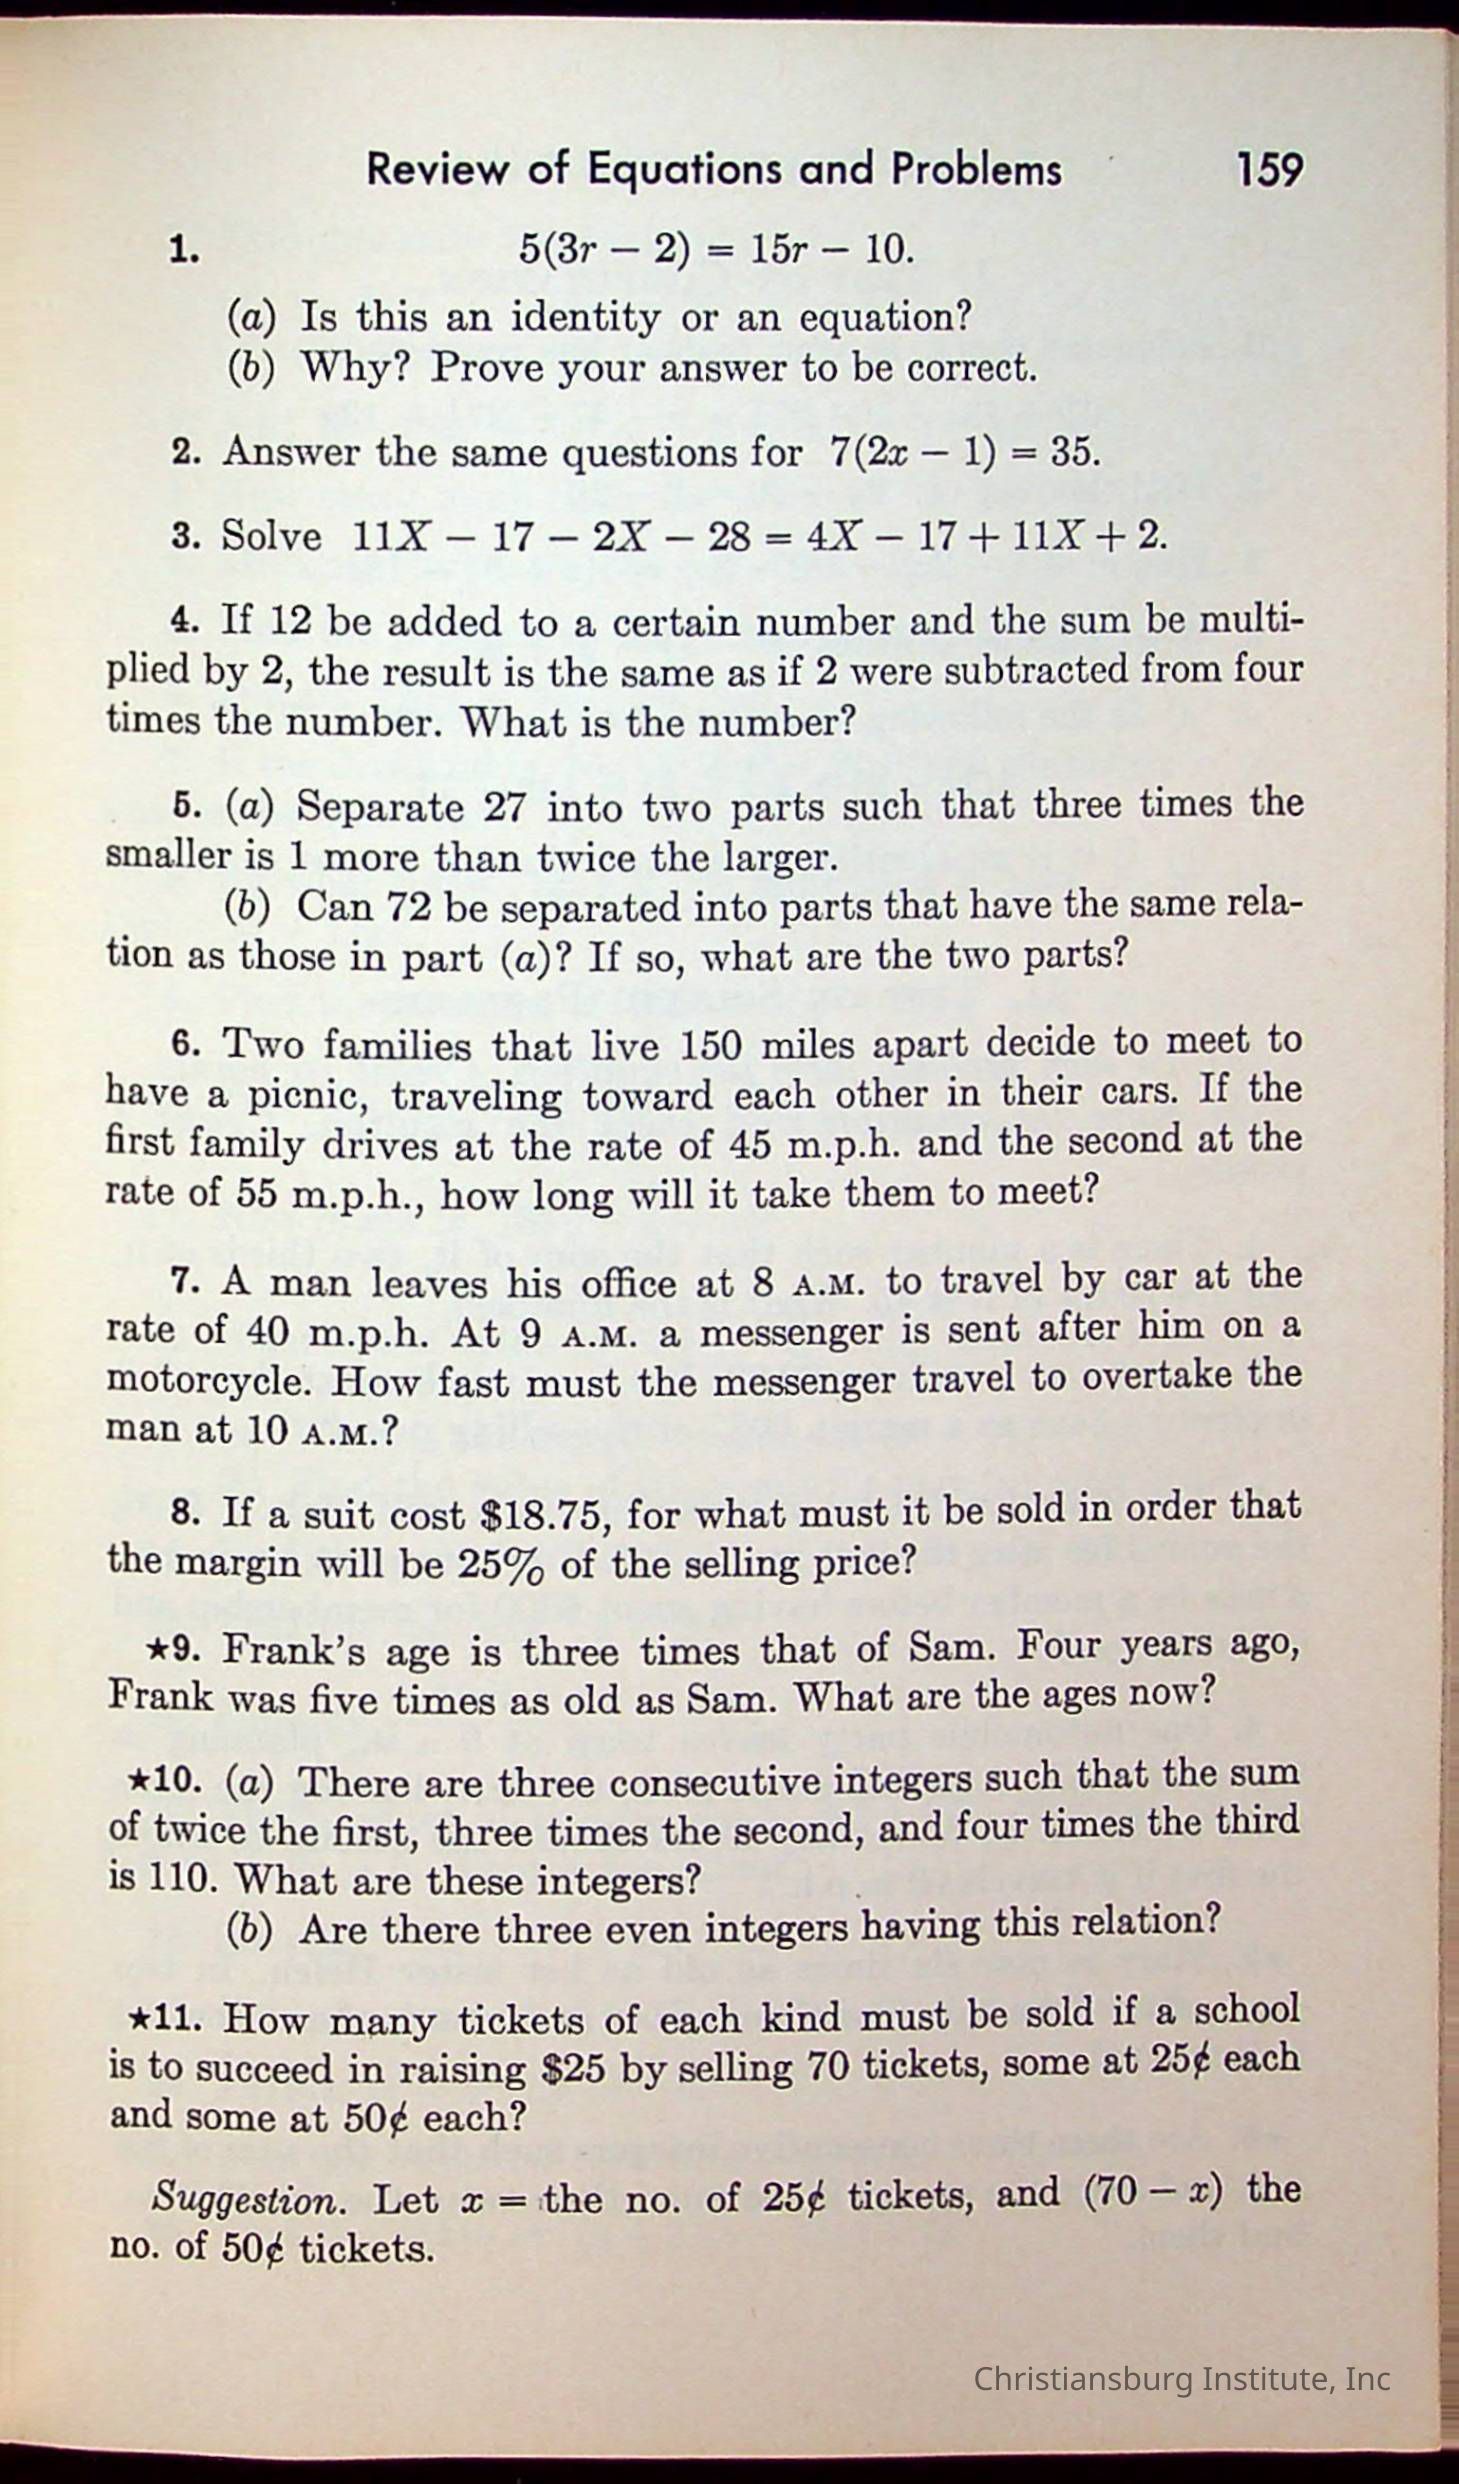 Review of Equations and Problems 159
1. 5(3r − 2) = 15r − 10.
(a) Is this an identity or an equation?
(b) Why? Prove your answer to be correct.
2. Answer the same questions for 7(2x − 1) = 35.
3. Solve 11X − 17 − 2X − 28 = 4X − 17 + 11X + 2.
4. If 12 be added to a certain number and the sum be multi-
plied by 2, the result is the same as if 2 were subtracted from four
times the number. What is the number?
5. (a) Separate 27 into two parts such that three times the
smaller is 1 more than twice the larger.
(b) Can 72 be separated into parts that have the same rela-
tion as those in part (a)? If so, what are the two parts?
6. Two families that live 150 miles apart decide to meet to
have a picnic, traveling toward each other in their cars. If the
first family drives at the rate of 45 m.p.h. and the second at the
rate of 55 m.p.h., how long will it take them to meet?
7. A man leaves his office at 8 A.M. to travel by car at the
rate of 40 m.p.h. At 9 A.M. a messenger is sent after him on a
motorcycle. How fast must the messenger travel to overtake the
man at 10 A.M.?
8. If a suit cost $18.75, for what must it be sold in order that
the margin will be 25% of the selling price?
★9. Frank's age is three times that of Sam. Four years ago,
Frank was five times as old as Sam. What are the ages now?
★10. (a) There are three consecutive integers such that the sum
of twice the first, three times the second, and four times the third
is 110. What are these integers?
(b) Are there three even integers having this relation?
★11. How many tickets of each kind must be sold if a school
is to succeed in raising $25 by selling 70 tickets, some at 25¢ each
and some at 50¢ each?
Suggestion. Let x = the no. of 25¢ tickets, and (70 − x) the
no. of 50¢ tickets.
Christiansburg Institute, Inc